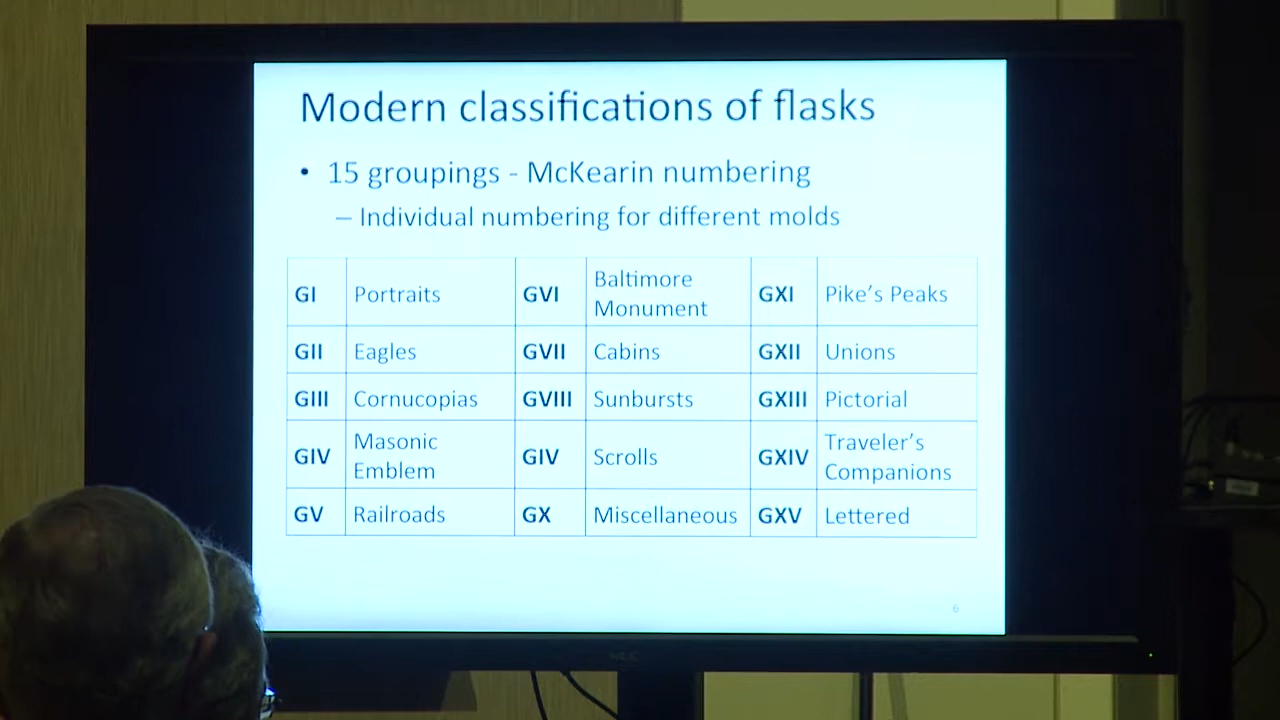 Modern classifications of flasks
• 15 groupings - McKearin numbering
– Individual numbering for different molds
GI Portraits GVI Baltimore Monument GXI Pike's Peaks
GII Eagles GVII Cabins GXII Unions
GIII Cornucopias GVIII Sunbursts GXIII Pictorial
GIV Masonic Emblem GIV Scrolls GXIV Traveler's Companions
GV Railroads GX Miscellaneous GXV Lettered
6
NEC